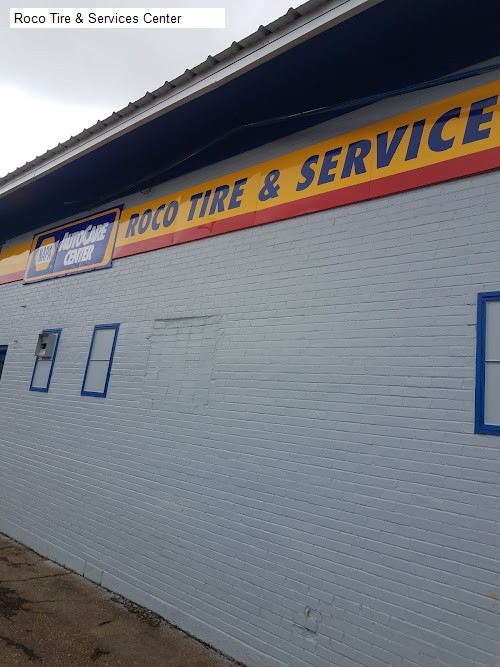 Roco Tire & Services Center
ROCO TIRE & SERVICE
NAPA
AUTOCARE
CENTER